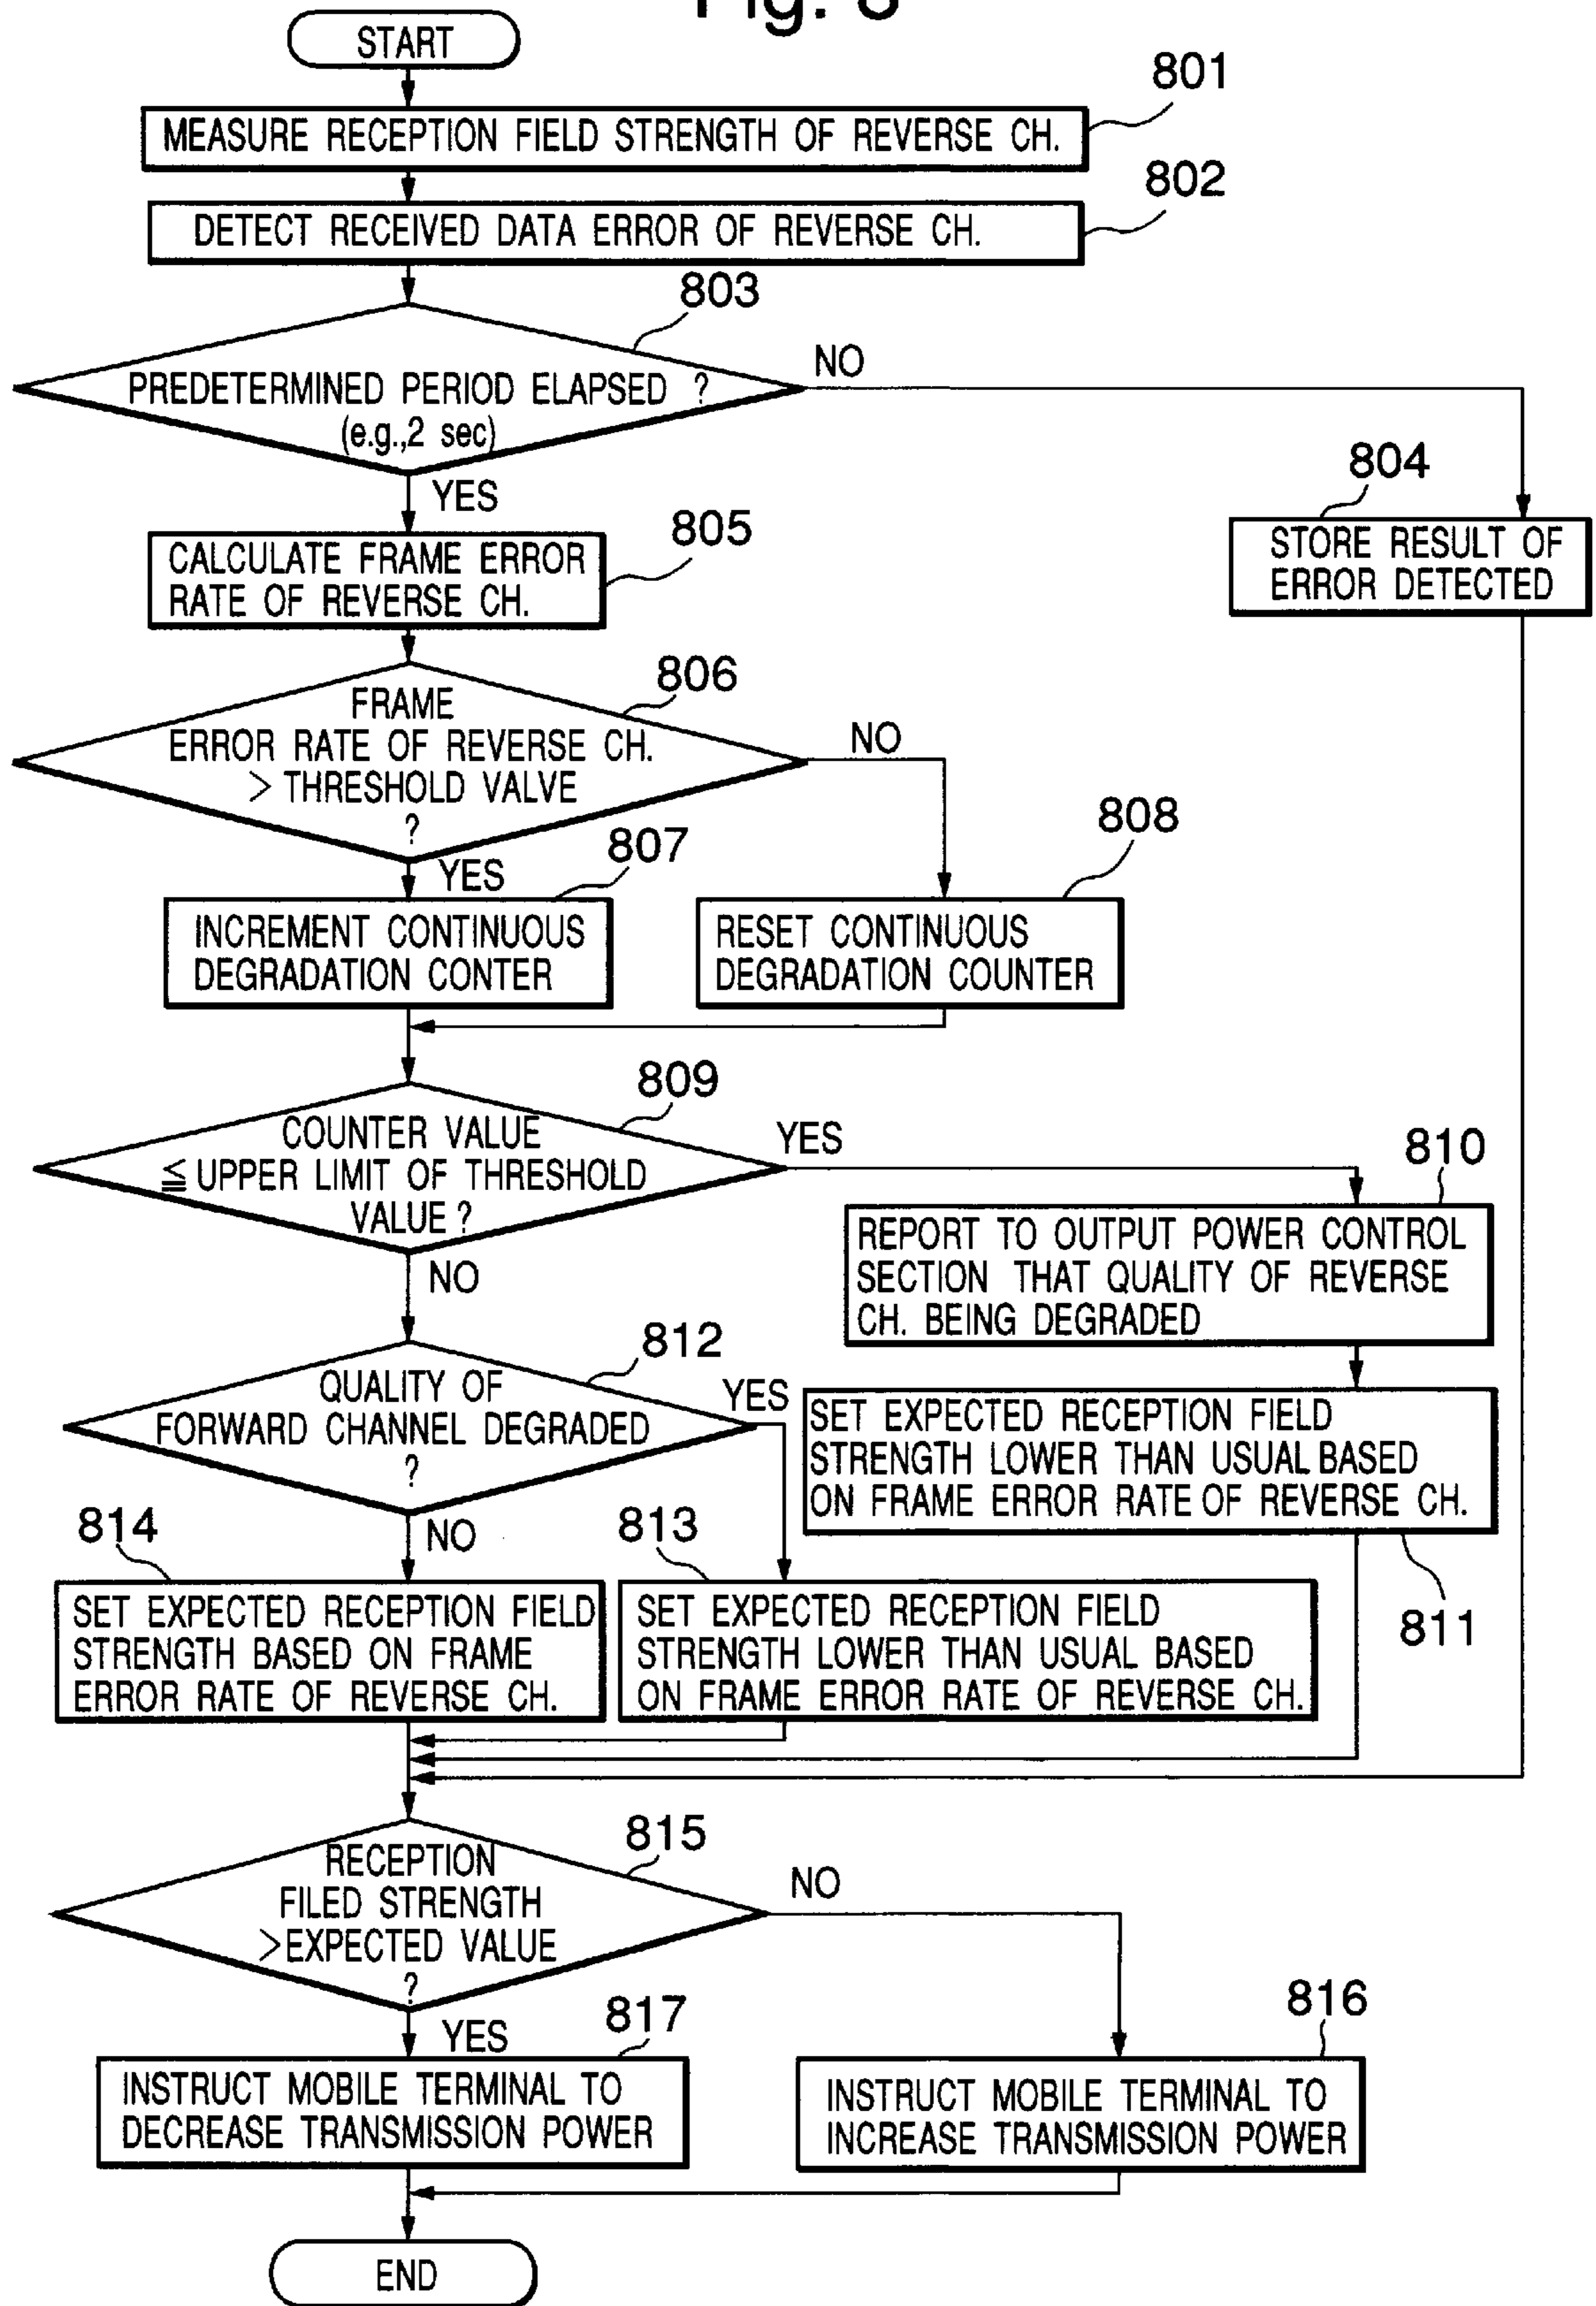 Fig. 8
START
801
MEASURE RECEPTION FIELD STRENGTH OF REVERSE CH.
802
DETECT RECEIVED DATA ERROR OF REVERSE CH.
803
PREDETERMINED PERIOD ELAPSED ?
(e.g.,2 sec)
NO
YES
804
STORE RESULT OF
ERROR DETECTED
805
CALCULATE FRAME ERROR
RATE OF REVERSE CH.
806
FRAME
ERROR RATE OF REVERSE CH.
> THRESHOLD VALVE
?
NO
YES
807
INCREMENT CONTINUOUS
DEGRADATION CONTER
808
RESET CONTINUOUS
DEGRADATION COUNTER
809
COUNTER VALUE
≦ UPPER LIMIT OF THRESHOLD
VALUE ?
YES
NO
810
REPORT TO OUTPUT POWER CONTROL
SECTION THAT QUALITY OF REVERSE
CH. BEING DEGRADED
812
QUALITY OF
FORWARD CHANNEL DEGRADED
?
YES
NO
SET EXPECTED RECEPTION FIELD
STRENGTH LOWER THAN USUAL BASED
ON FRAME ERROR RATE OF REVERSE CH.
811
814
SET EXPECTED RECEPTION FIELD
STRENGTH BASED ON FRAME
ERROR RATE OF REVERSE CH.
813
SET EXPECTED RECEPTION FIELD
STRENGTH LOWER THAN USUAL BASED
ON FRAME ERROR RATE OF REVERSE CH.
815
RECEPTION
FILED STRENGTH
>EXPECTED VALUE
?
NO
YES
817
INSTRUCT MOBILE TERMINAL TO
DECREASE TRANSMISSION POWER
816
INSTRUCT MOBILE TERMINAL TO
INCREASE TRANSMISSION POWER
END